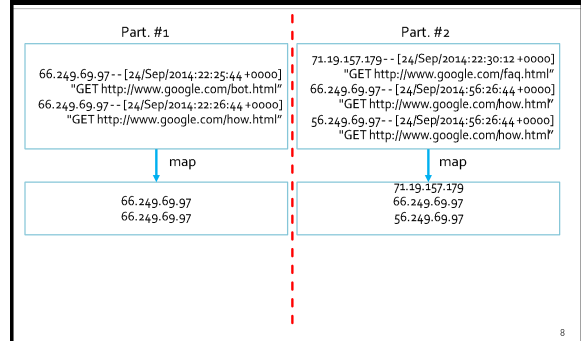 Part. #1
66.249.69.97 - - [24/Sep/2014:22:25:44 +0000]
"GET http://www.google.com/bot.html"
66.249.69.97 - - [24/Sep/2014:22:26:44 +0000]
"GET http://www.google.com/how.html"
map
66.249.69.97
66.249.69.97
Part. #2
71.19.157.179 - - [24/Sep/2014:22:30:12 +0000]
"GET http://www.google.com/faq.html"
66.249.69.97 - - [24/Sep/2014:56:26:44 +0000]
"GET http://www.google.com/how.html"
56.249.69.97 - - [24/Sep/2014:56:26:44 +0000]
"GET http://www.google.com/how.html"
map
71.19.157.179
66.249.69.97
56.249.69.97
8